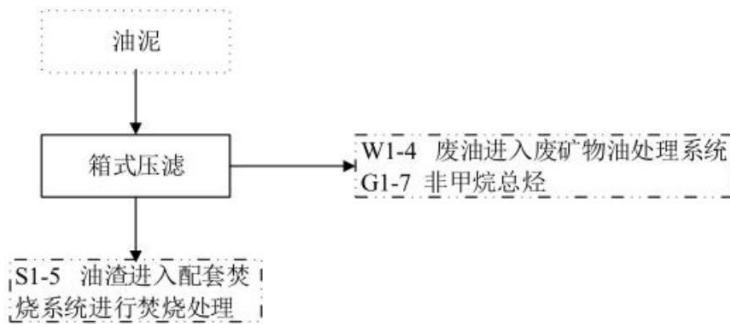 油泥
箱式压滤
W1-4 废油进入废矿物油处理系统
G1-7 非甲烷总烃
S1-5 油渣进入配套焚
烧系统进行焚烧处理